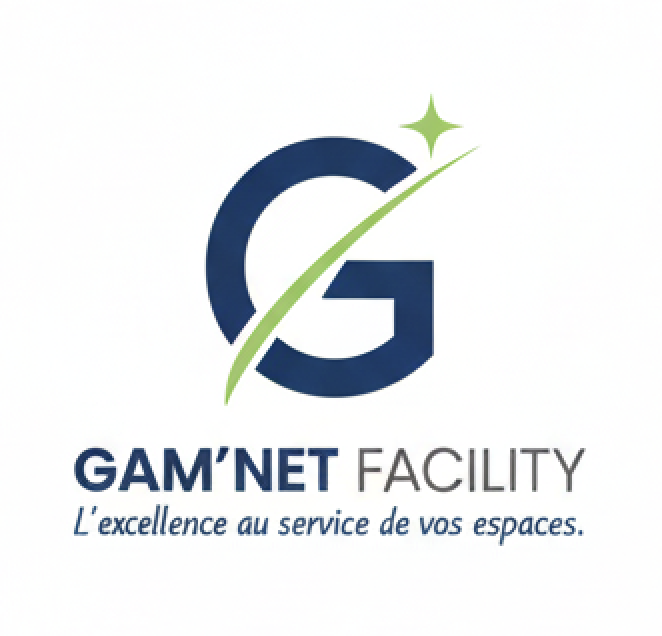 G
GAM'NET FACILITY
L'excellence au service de vos espaces.